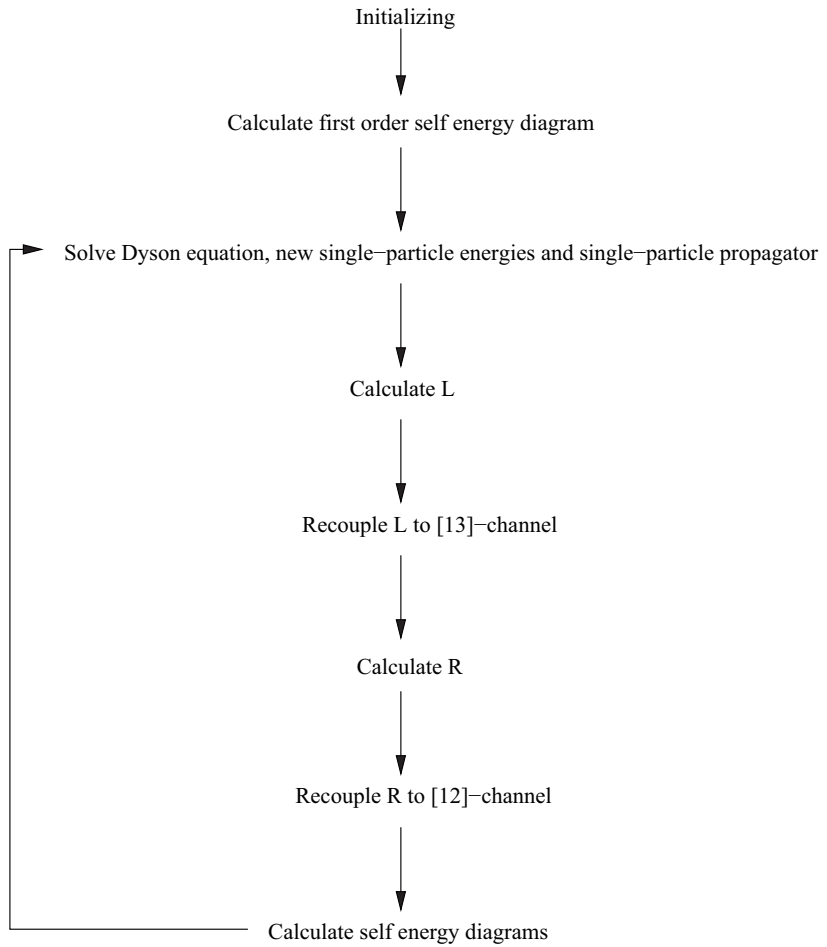 Initializing
Calculate first order self energy diagram
Solve Dyson equation, new single−particle energies and single−particle propagator
Calculate L
Recouple L to [13]−channel
Calculate R
Recouple R to [12]−channel
Calculate self energy diagrams